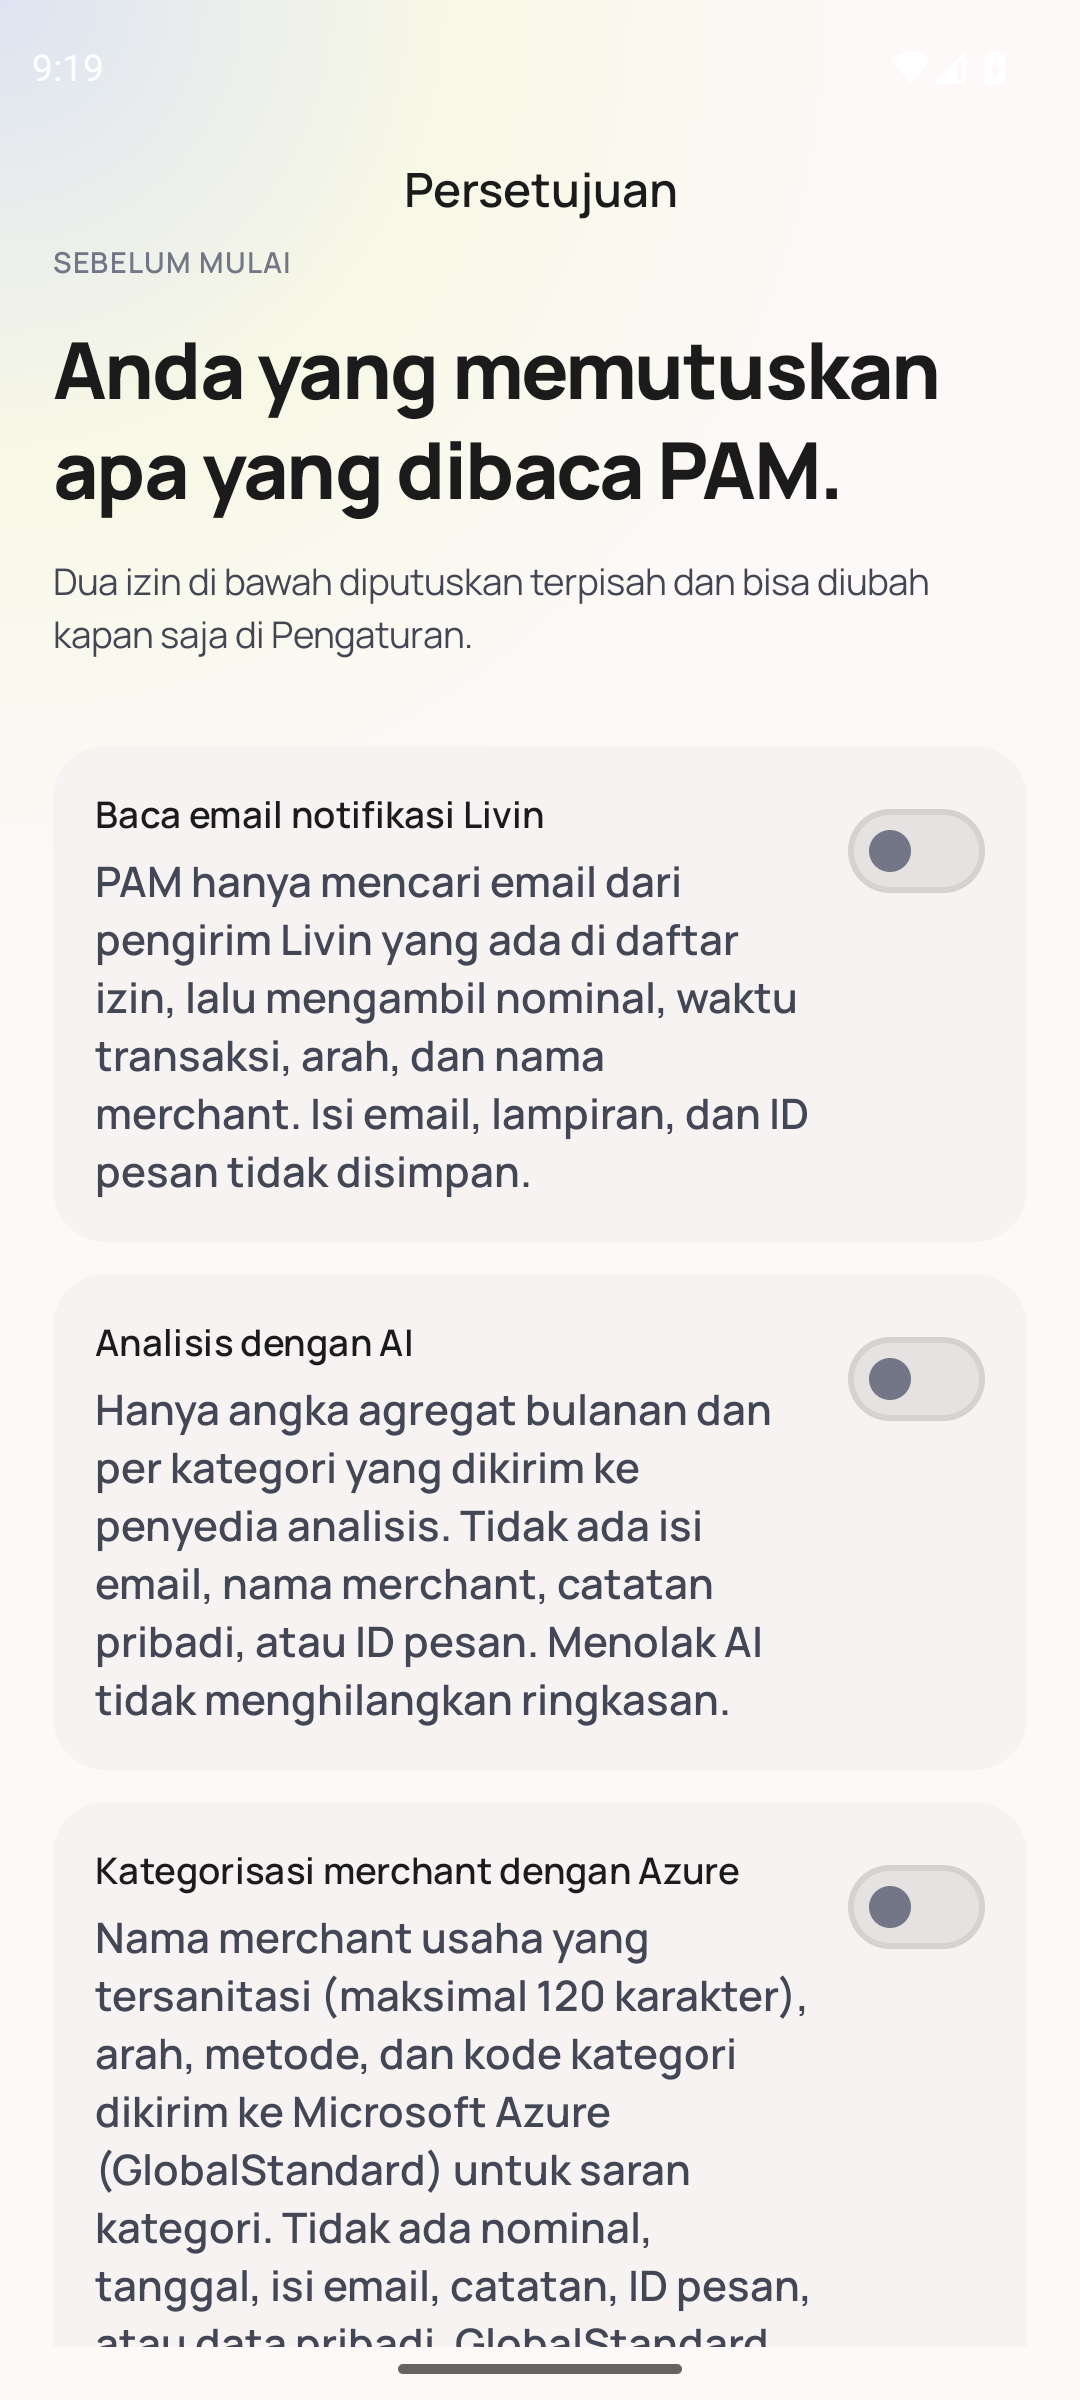 9:19
Persetujuan
SEBELUM MULAI
Anda yang memutuskan
apa yang dibaca PAM.
Dua izin di bawah diputuskan terpisah dan bisa diubah
kapan saja di Pengaturan.
Baca email notifikasi Livin
PAM hanya mencari email dari
pengirim Livin yang ada di daftar
izin, lalu mengambil nominal, waktu
transaksi, arah, dan nama
merchant. Isi email, lampiran, dan ID
pesan tidak disimpan.
Analisis dengan AI
Hanya angka agregat bulanan dan
per kategori yang dikirim ke
penyedia analisis. Tidak ada isi
email, nama merchant, catatan
pribadi, atau ID pesan. Menolak AI
tidak menghilangkan ringkasan.
Kategorisasi merchant dengan Azure
Nama merchant usaha yang
tersanitasi (maksimal 120 karakter),
arah, metode, dan kode kategori
dikirim ke Microsoft Azure
(GlobalStandard) untuk saran
kategori. Tidak ada nominal,
tanggal, isi email, catatan, ID pesan,
atau data pribadi. GlobalStandard